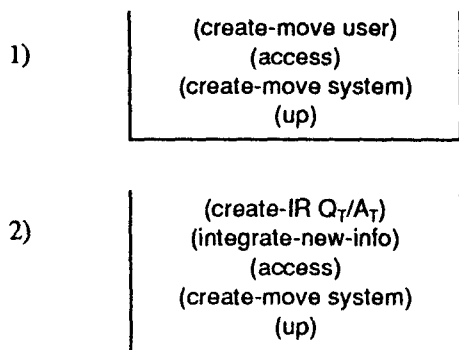 1)
(create-move user)
(access)
(create-move system)
(up)
2)
(create-IR Q_T/A_T)
(integrate-new-info)
(access)
(create-move system)
(up)